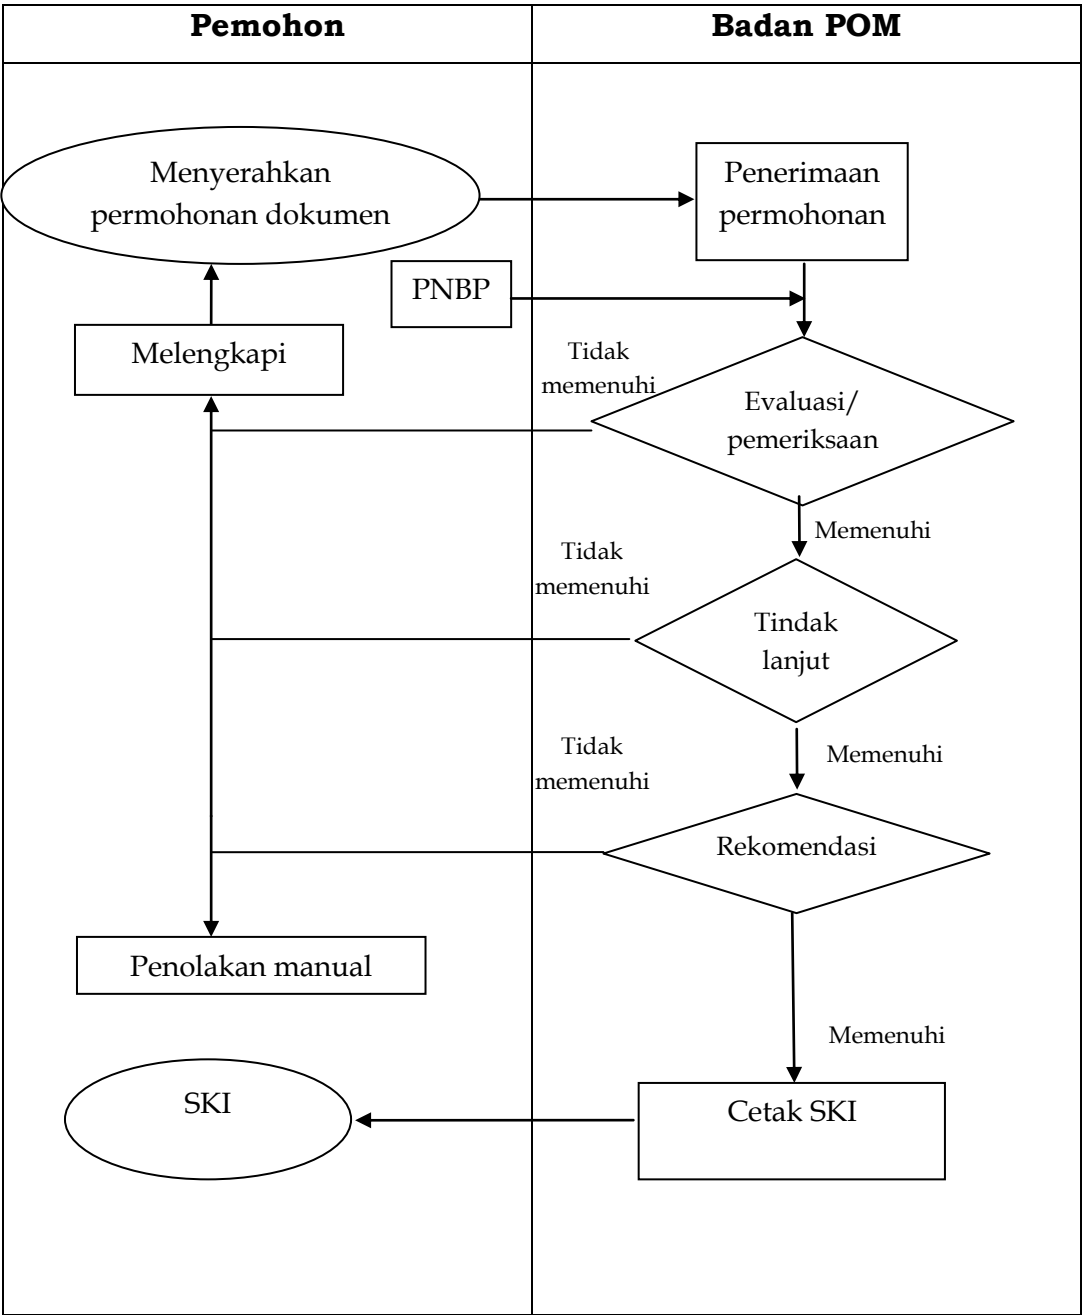 Pemohon
Badan POM
Menyerahkan
permohonan dokumen
Penerimaan
permohonan
PNBP
Melengkapi
Tidak
memenuhi
Evaluasi/
pemeriksaan
Memenuhi
Tidak
memenuhi
Tindak
lanjut
Memenuhi
Tidak
memenuhi
Rekomendasi
Penolakan manual
Memenuhi
SKI
Cetak SKI